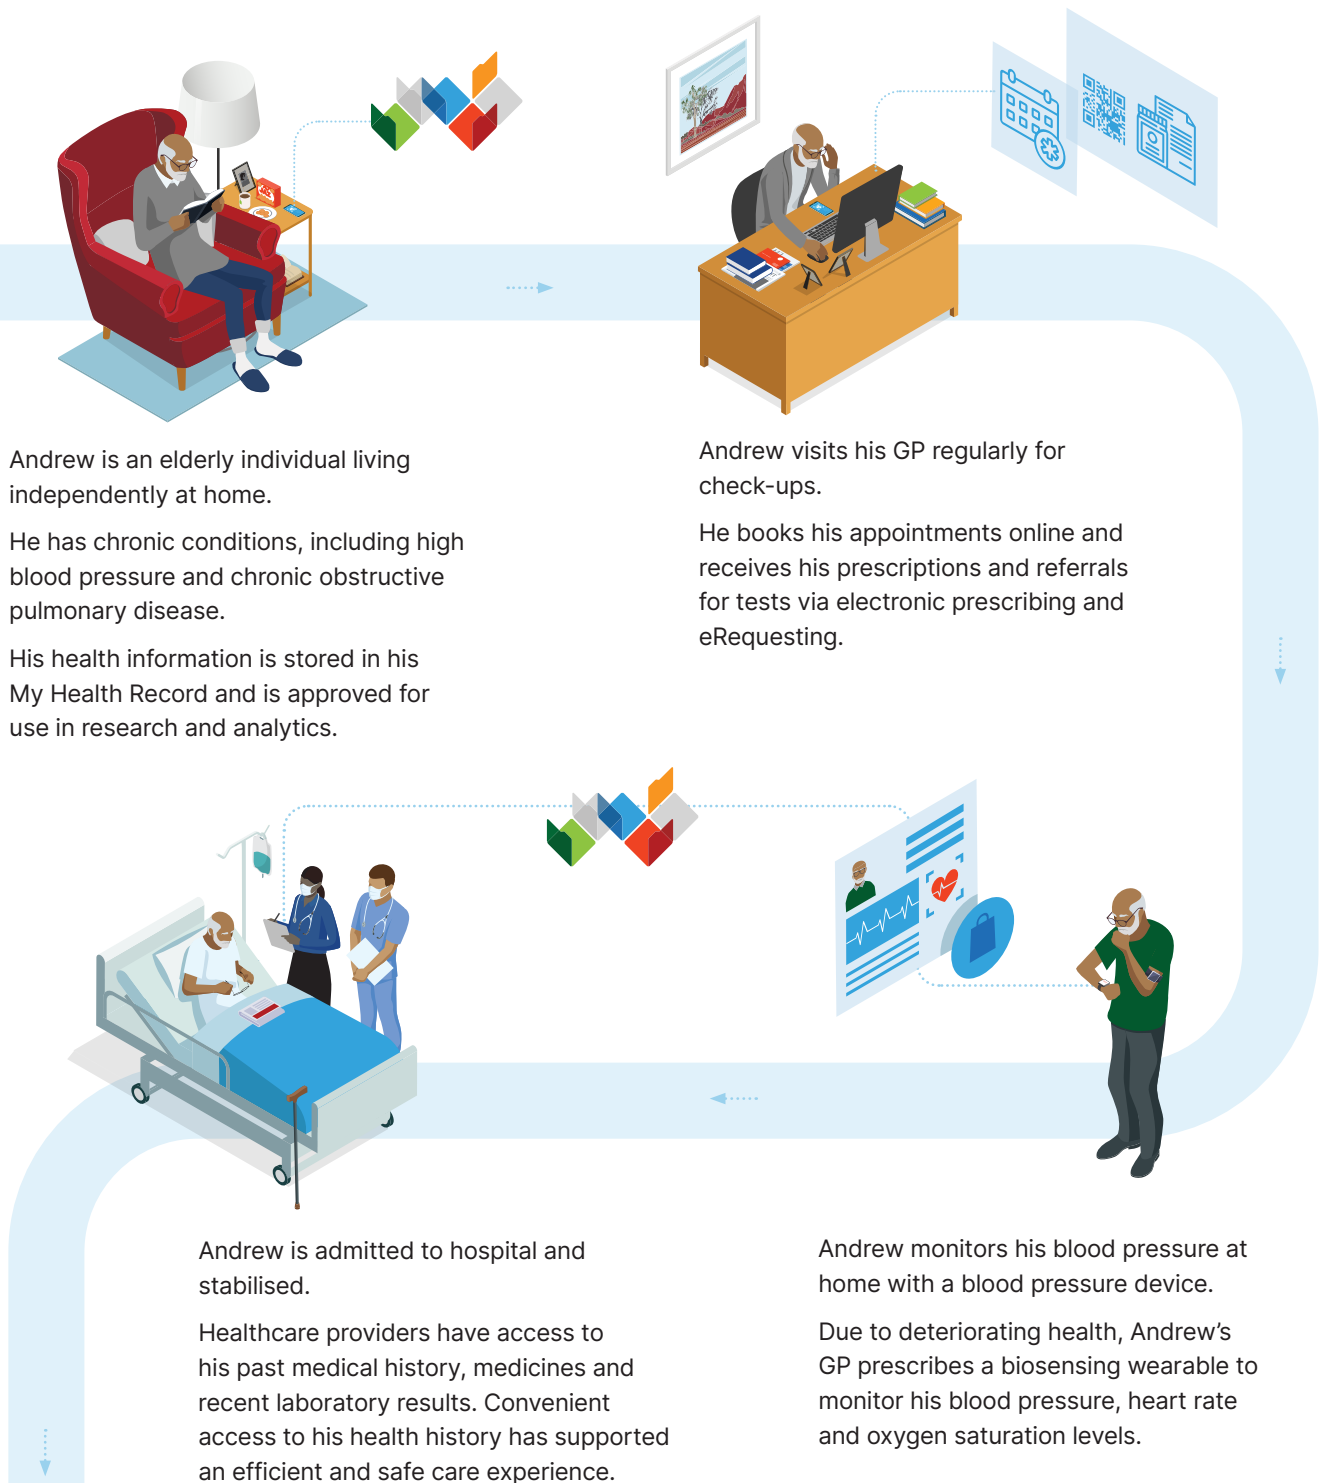 Andrew is an elderly individual living
independently at home.
He has chronic conditions, including high
blood pressure and chronic obstructive
pulmonary disease.
His health information is stored in his
My Health Record and is approved for
use in research and analytics.
Andrew visits his GP regularly for
check-ups.
He books his appointments online and
receives his prescriptions and referrals
for tests via electronic prescribing and
eRequesting.
Andrew monitors his blood pressure at
home with a blood pressure device.
Due to deteriorating health, Andrew’s
GP prescribes a biosensing wearable to
monitor his blood pressure, heart rate
and oxygen saturation levels.
Andrew is admitted to hospital and
stabilised.
Healthcare providers have access to
his past medical history, medicines and
recent laboratory results. Convenient
access to his health history has supported
an efficient and safe care experience.